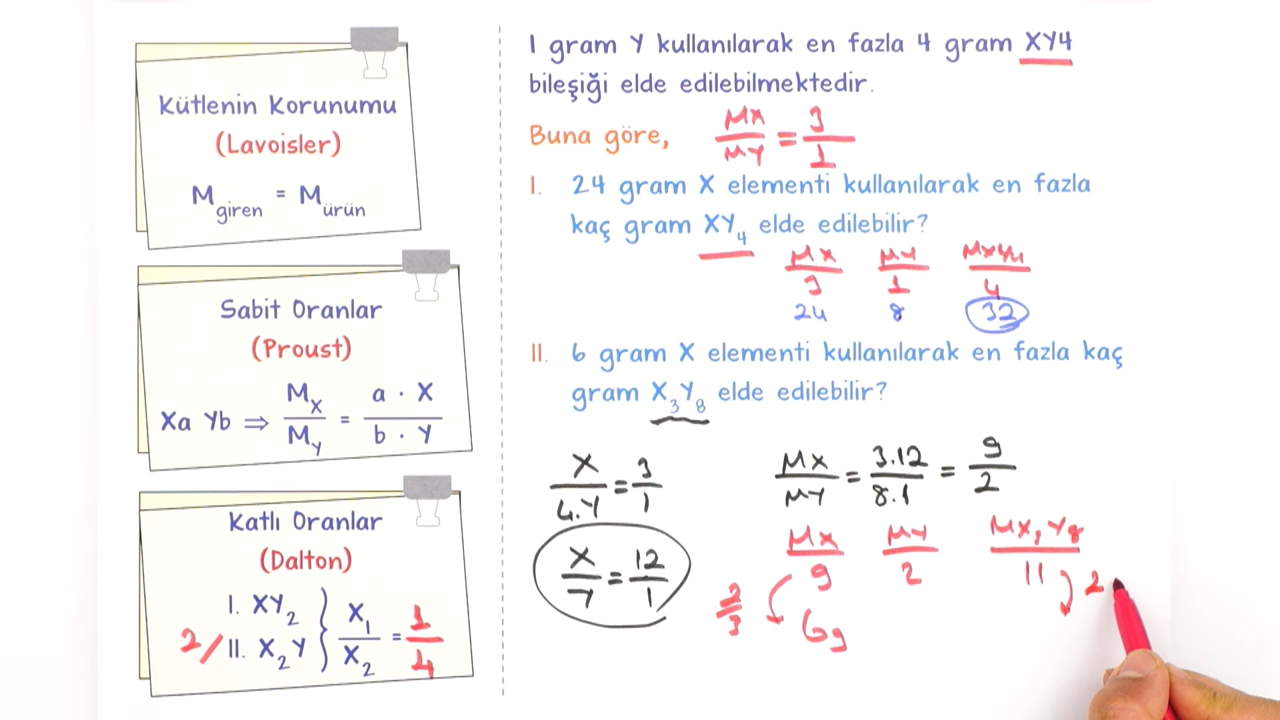 Kütlenin Korunumu
(Lavoisler)
M giren = M ürün
Sabit Oranlar
(Proust)
Xa Yb ⇒ M_X / M_Y = a . X / b . Y
Katlı Oranlar
(Dalton)
I. XY₂
2/ II. X₂Y
X₁ / X₂ = 1 / 4
1 gram Y kullanılarak en fazla 4 gram XY4
bileşiği elde edilebilmektedir.
Buna göre,
MX / MY = 3 / 1
I. 24 gram X elementi kullanılarak en fazla
kaç gram XY₄ elde edilebilir?
MX MY MXY₄
3 1 4
24 8 32
II. 6 gram X elementi kullanılarak en fazla kaç
gram X₃Y₈ elde edilebilir?
X / 4.Y = 3 / 1
X / Y = 12 / 1
MX / MY = 3.12 / 8.1 = 9 / 2
MX MY MX₃Y₈
9 2 11
2/3 6g 2